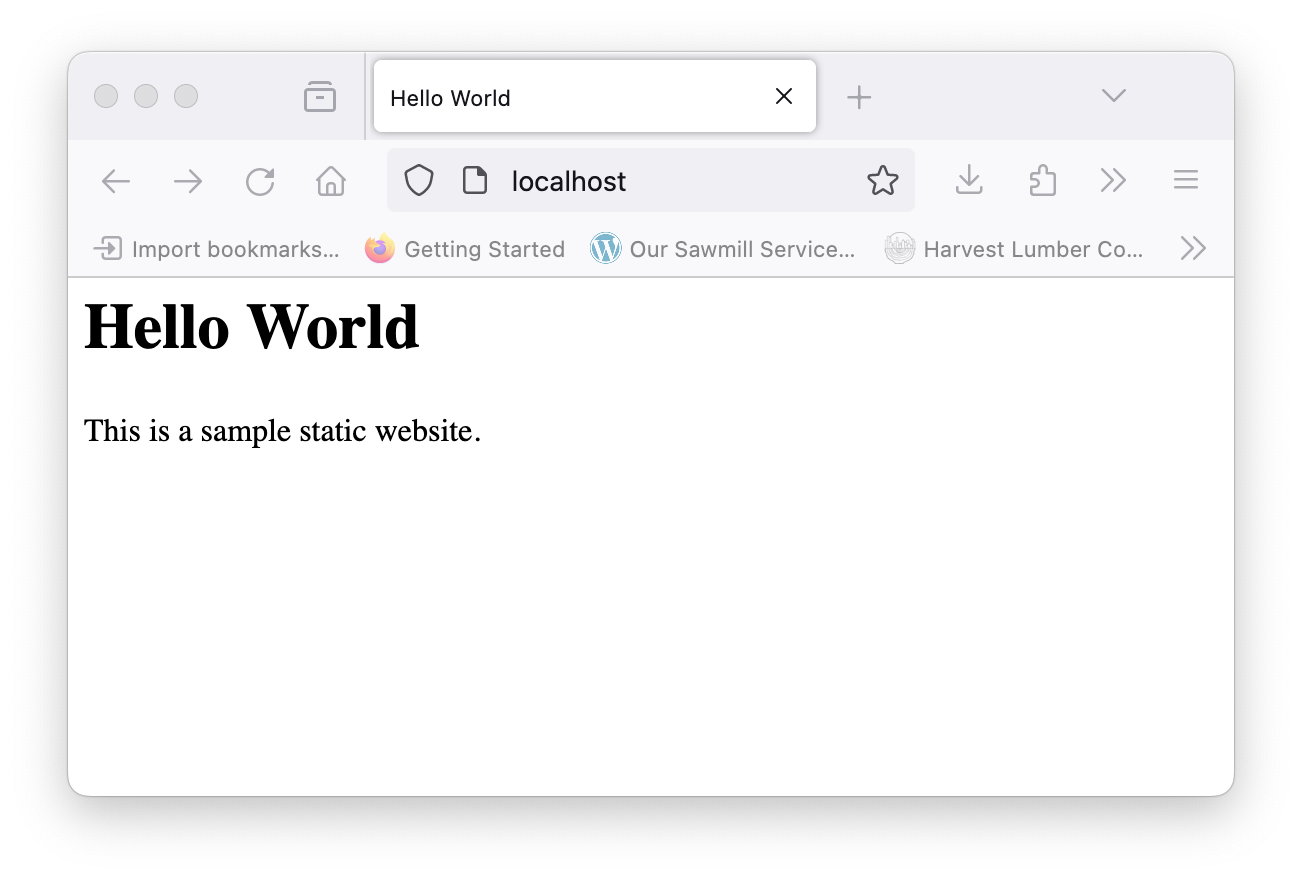 Hello World
localhost
Import bookmarks...
Getting Started
Our Sawmill Service...
Harvest Lumber Co...
Hello World
This is a sample static website.